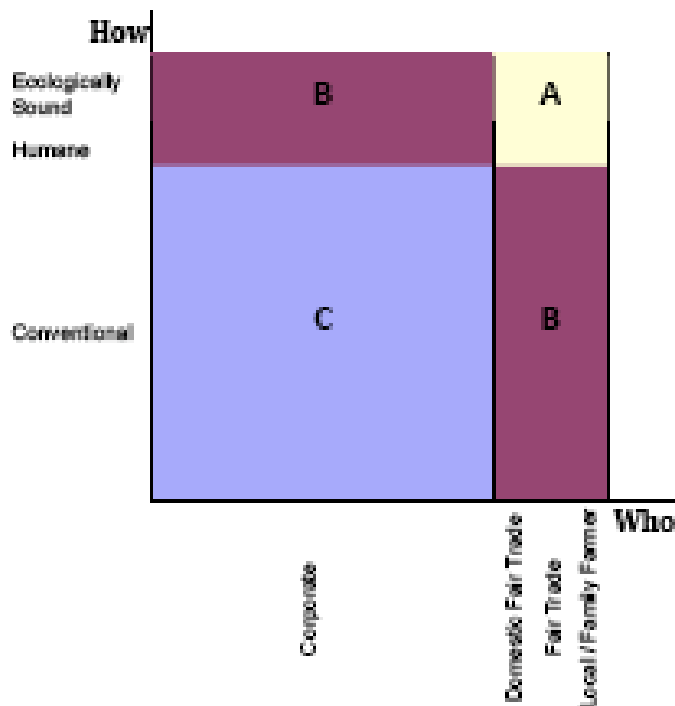 How
Ecologically
Sound
B
A
Humane
Conventional
C
B
Who
Corporate
Domestic Fair Trade
Fair Trade
Local / Family Farmer